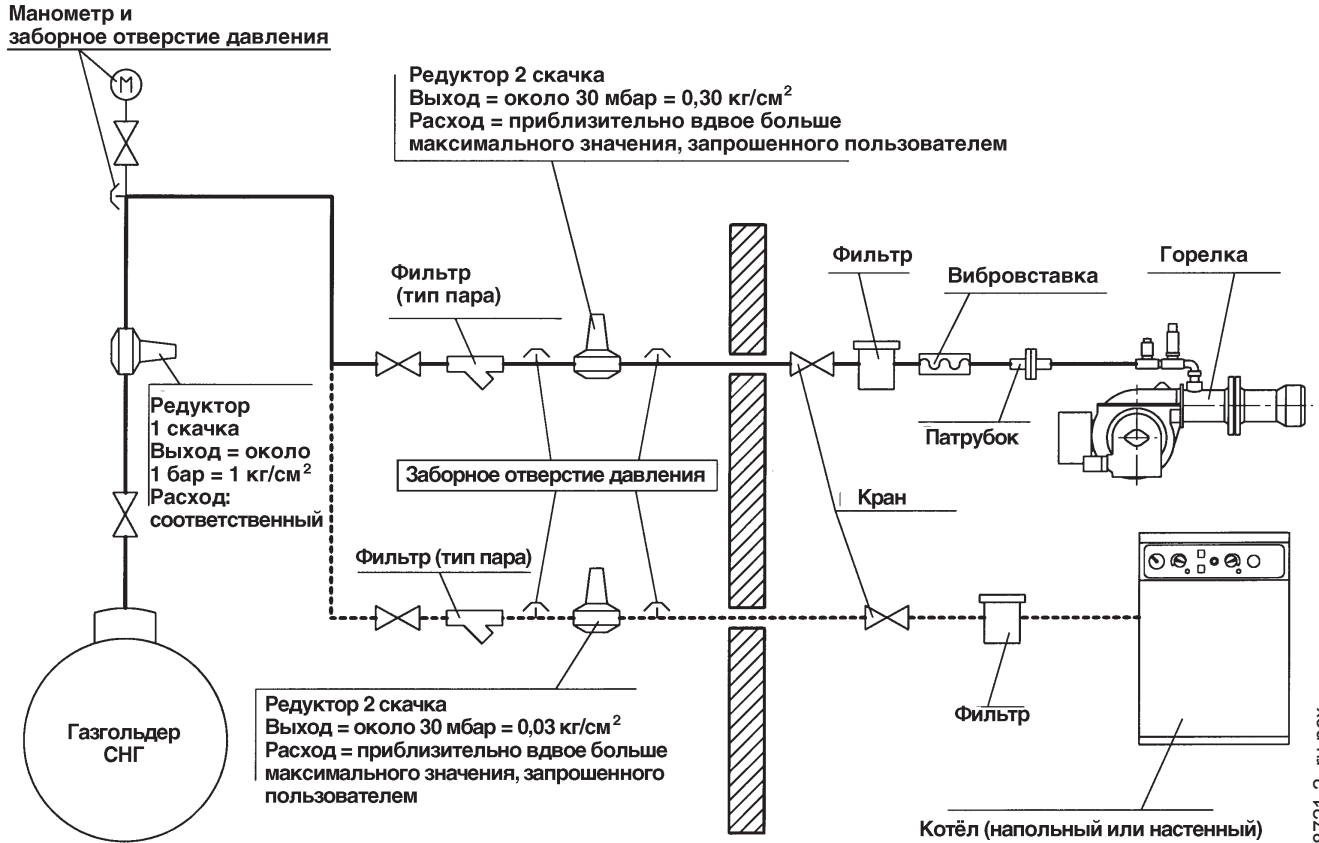 Манометр и
заборное отверстие давления
M
Редуктор 2 скачка
Выход = около 30 мбар = 0,30 кг/см²
Расход = приблизительно вдвое больше
максимального значения, запрошенного пользователем
Фильтр
(тип пара)
Фильтр
Вибровставка
Горелка
Редуктор
1 скачка
Выход = около
1 бар = 1 кг/см²
Расход:
соответственный
Патрубок
Заборное отверстие давления
Кран
Фильтр (тип пара)
Газгольдер
СНГ
Редуктор 2 скачка
Выход = около 30 мбар = 0,03 кг/см²
Расход = приблизительно вдвое больше
максимального значения, запрошенного
пользователем
Фильтр
Котёл (напольный или настенный)